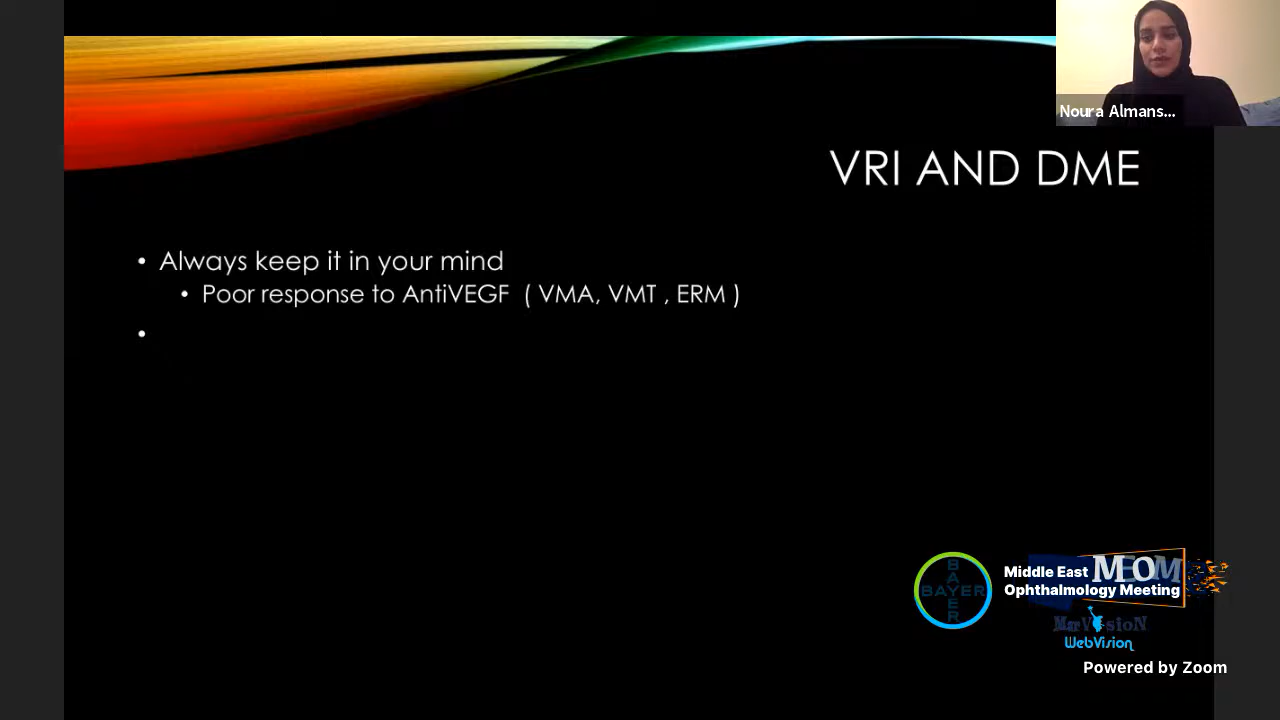 Noura Almans...
VRI AND DME
• Always keep it in your mind
• Poor response to AntiVEGF ( VMA, VMT , ERM )
•
BAYER
BAYER
Middle East
Ophthalmology Meeting
MEOM
WebVision
Powered by Zoom